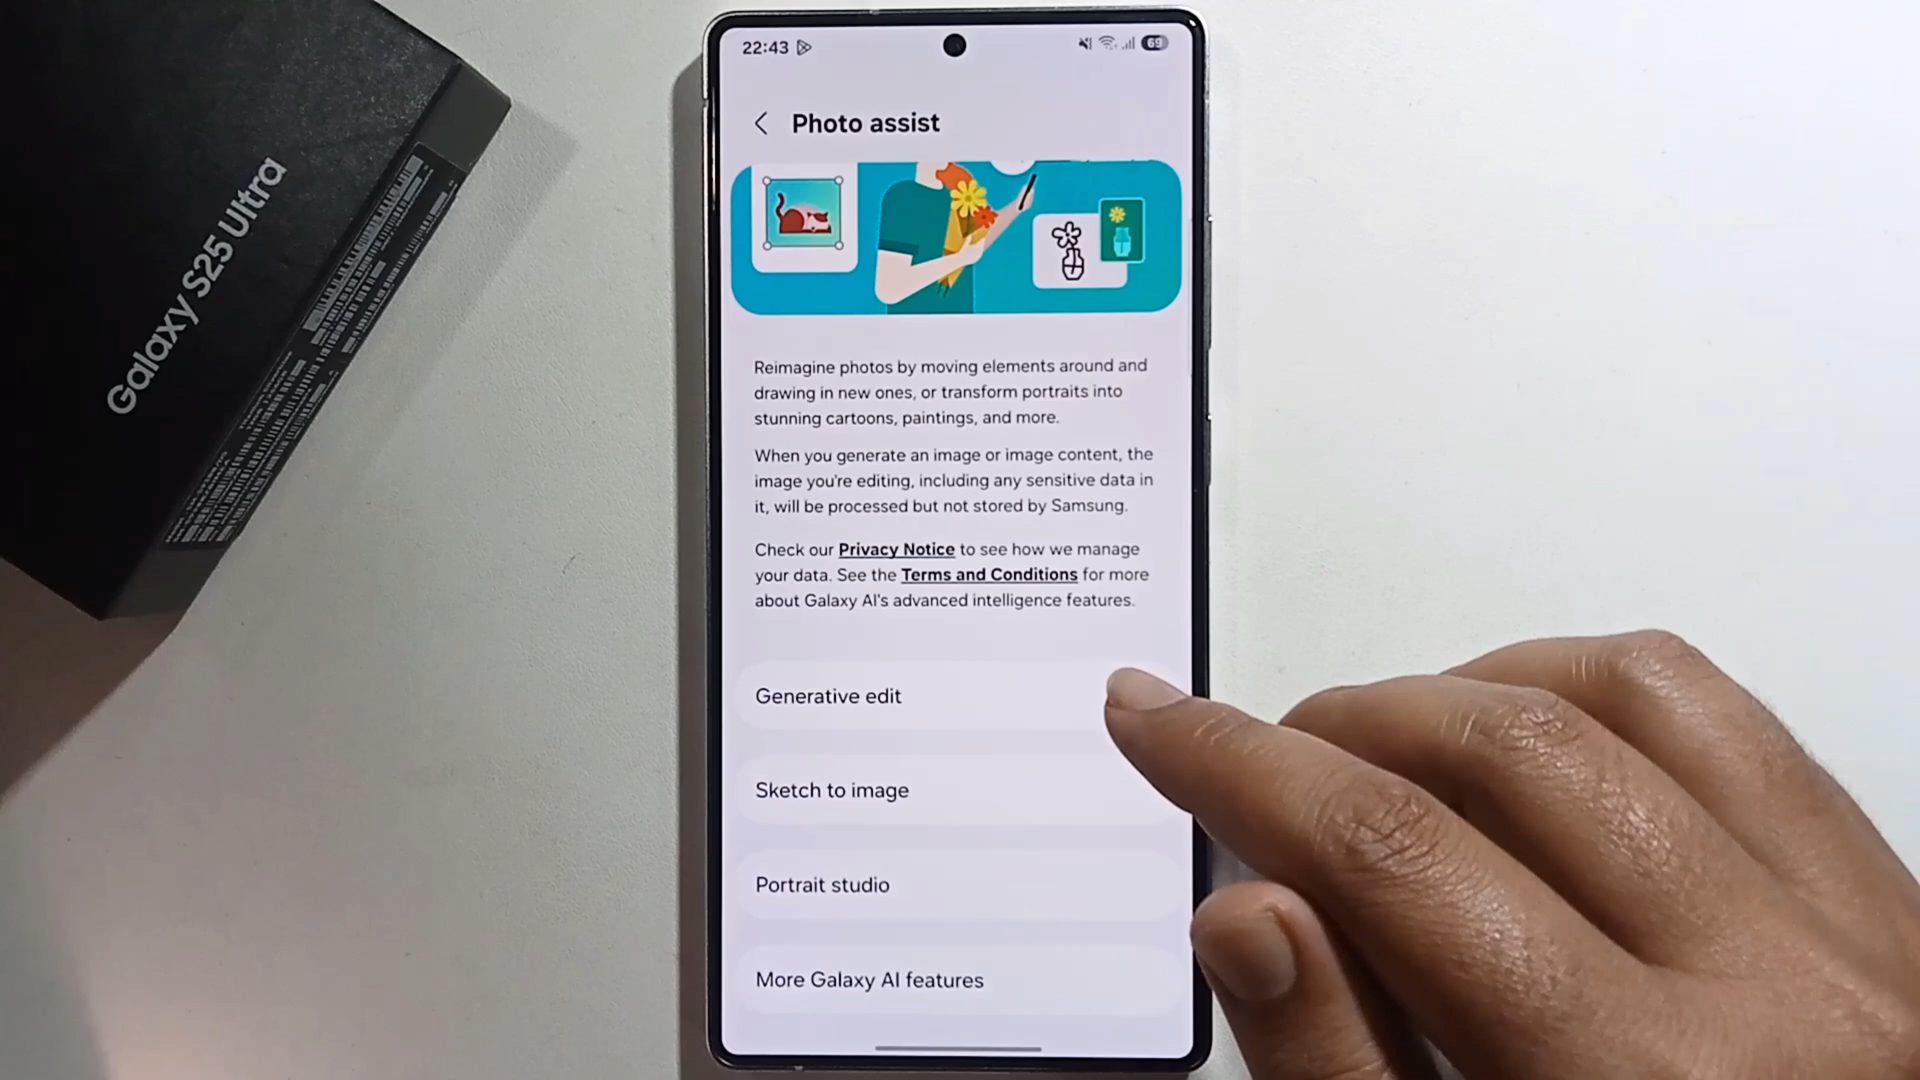 Galaxy S25 Ultra
22:43
69
Photo assist
Reimagine photos by moving elements around and
drawing in new ones, or transform portraits into
stunning cartoons, paintings, and more.
When you generate an image or image content, the
image you're editing, including any sensitive data in
it, will be processed but not stored by Samsung.
Check our Privacy Notice to see how we manage
your data. See the Terms and Conditions for more
about Galaxy AI's advanced intelligence features.
Generative edit
Sketch to image
Portrait studio
More Galaxy AI features